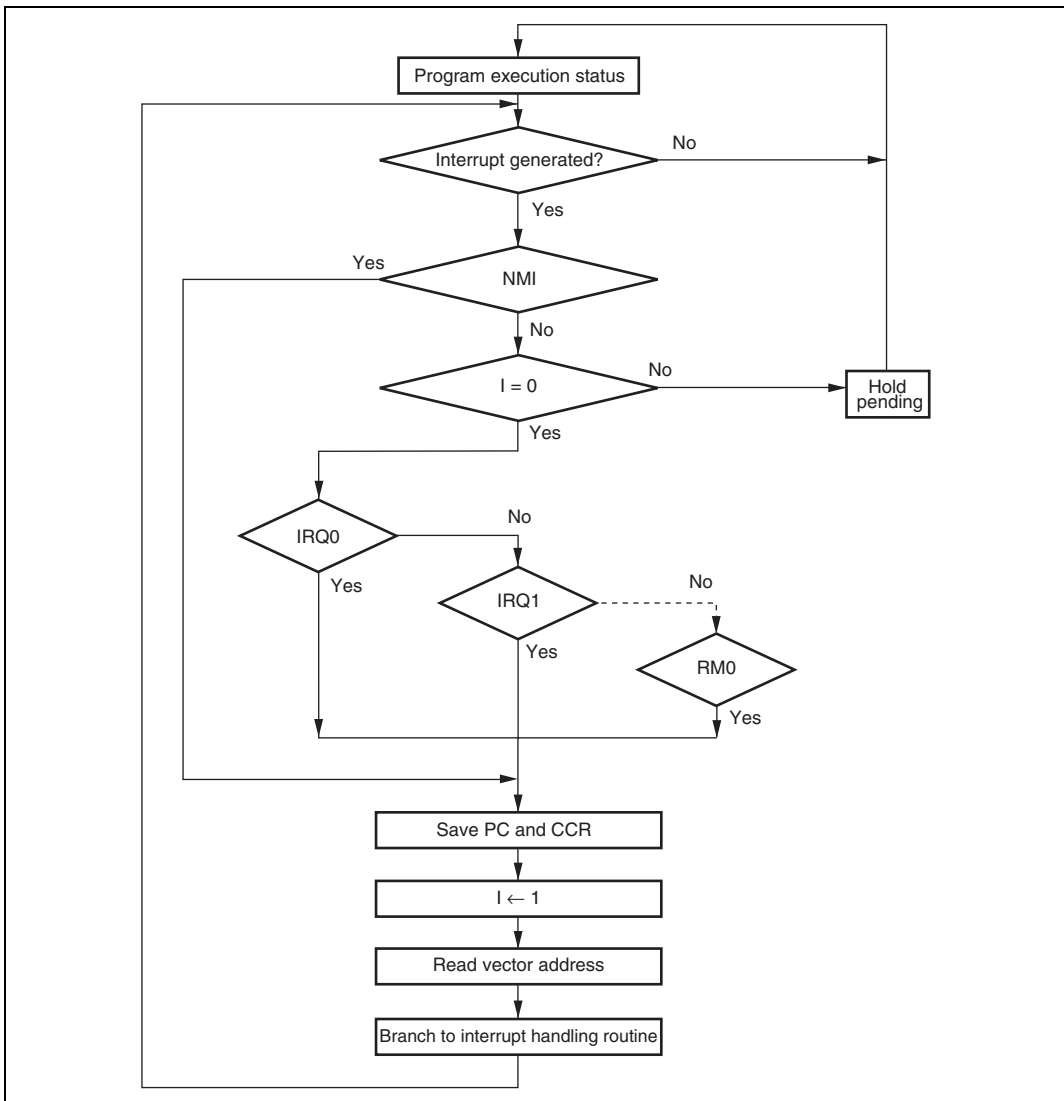 Program execution status
Interrupt generated?
No
Yes
Yes
NMI
No
I = 0
No
Hold
pending
Yes
IRQ0
No
Yes
IRQ1
No
Yes
RM0
Yes
Save PC and CCR
I ← 1
Read vector address
Branch to interrupt handling routine